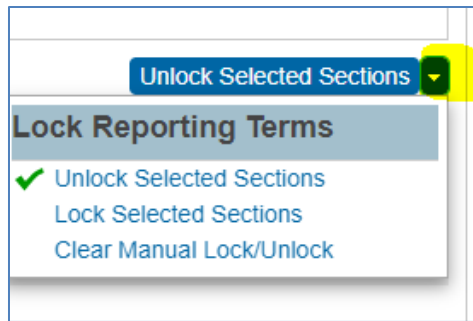 Unlock Selected Sections
Lock Reporting Terms
Unlock Selected Sections
Lock Selected Sections
Clear Manual Lock/Unlock